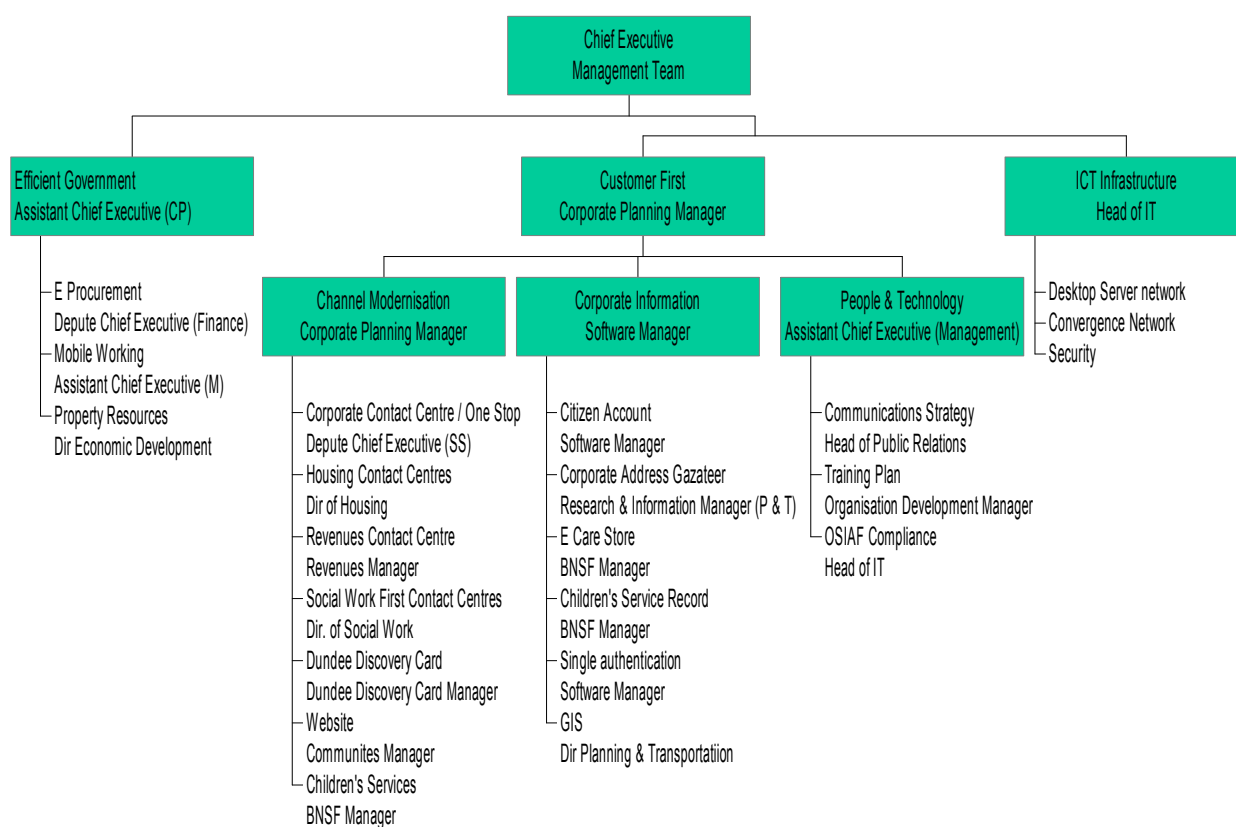 Chief Executive
Management Team
Efficient Government
Assistant Chief Executive (CP)
Customer First
Corporate Planning Manager
ICT Infrastructure
Head of IT
E Procurement
Depute Chief Executive (Finance)
Mobile Working
Assistant Chief Executive (M)
Property Resources
Dir Economic Development
Channel Modernisation
Corporate Planning Manager
Corporate Contact Centre / One Stop
Depute Chief Executive (SS)
Housing Contact Centres
Dir of Housing
Revenues Contact Centre
Revenues Manager
Social Work First Contact Centres
Dir. of Social Work
Dundee Discovery Card
Dundee Discovery Card Manager
Website
Communites Manager
Children's Services
BNSF Manager
Corporate Information
Software Manager
Citizen Account
Software Manager
Corporate Address Gazateer
Research & Information Manager (P & T)
E Care Store
BNSF Manager
Children's Service Record
BNSF Manager
Single authentication
Software Manager
GIS
Dir Planning & Transportatiion
People & Technology
Assistant Chief Executive (Management)
Communications Strategy
Head of Public Relations
Training Plan
Organisation Development Manager
OSIAF Compliance
Head of IT
Desktop Server network
Convergence Network
Security